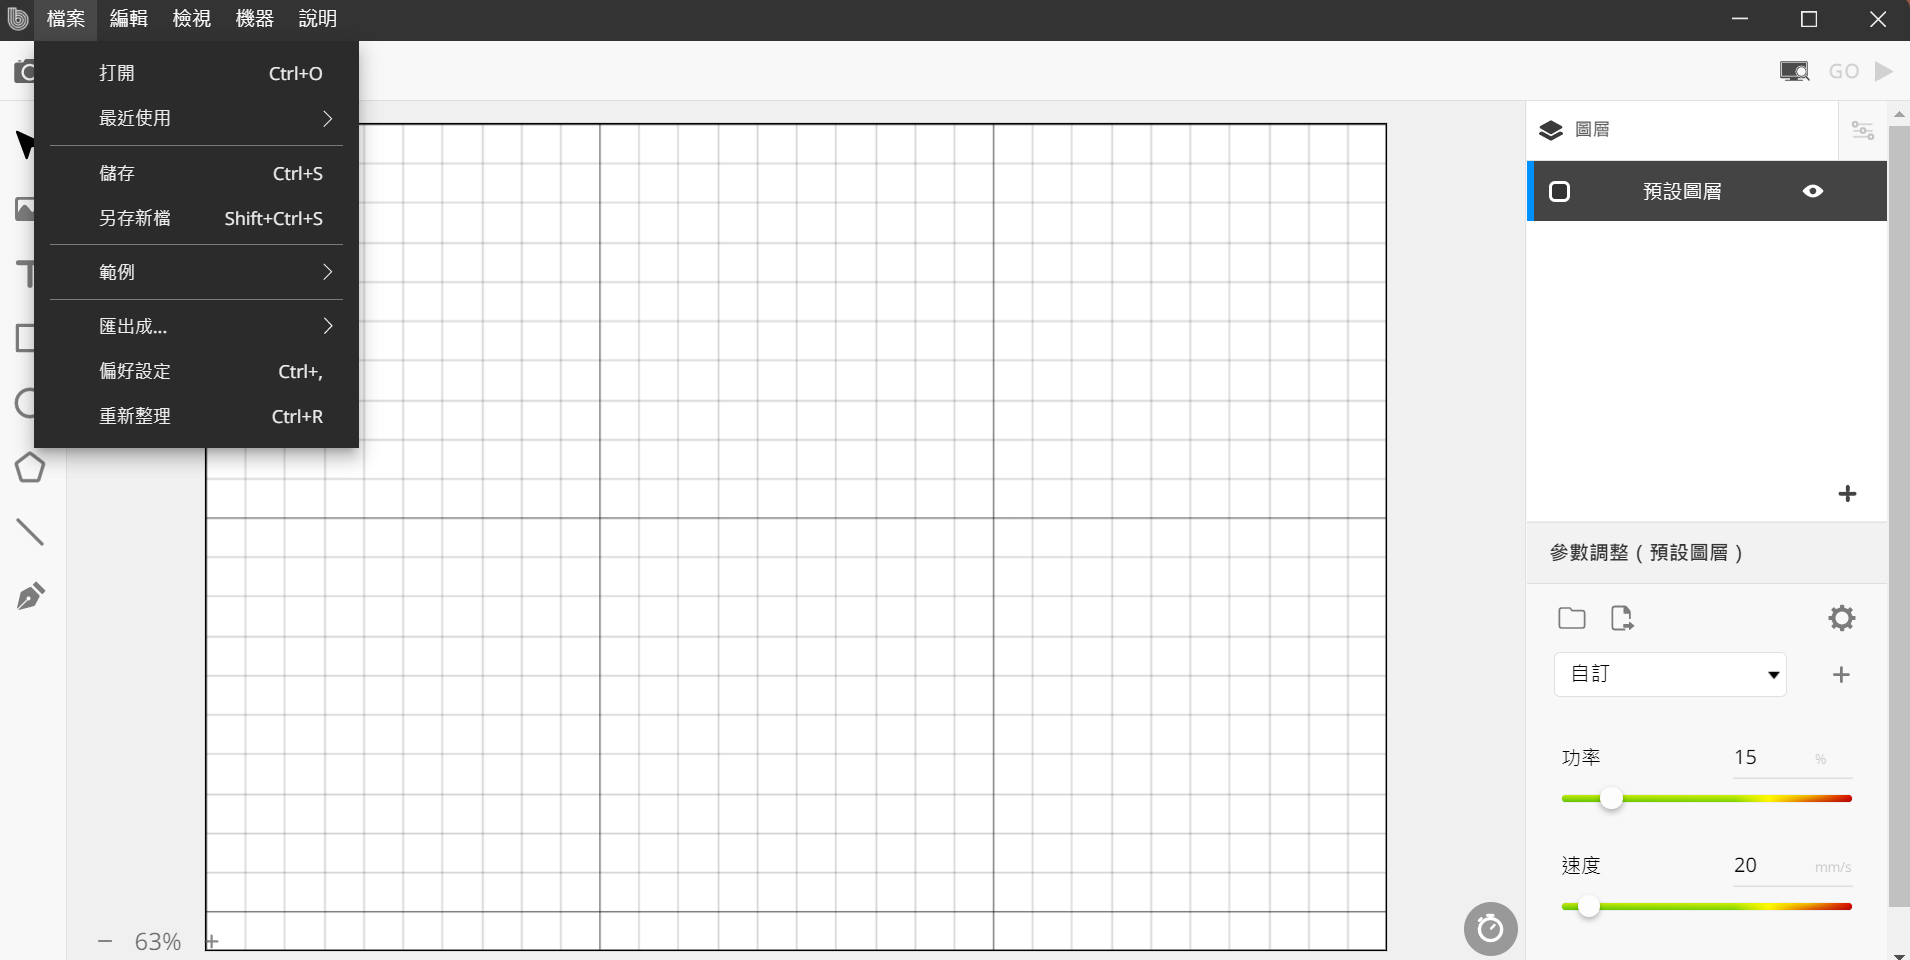 檔案 編輯 檢視 機器 說明
打開 Ctrl+O
最近使用
儲存 Ctrl+S
另存新檔 Shift+Ctrl+S
範例
匯出成...
偏好設定 Ctrl+,
重新整理 Ctrl+R
GO
圖層
預設圖層
參數調整 ( 預設圖層 )
自訂
功率 15 %
速度 20 mm/s
63%